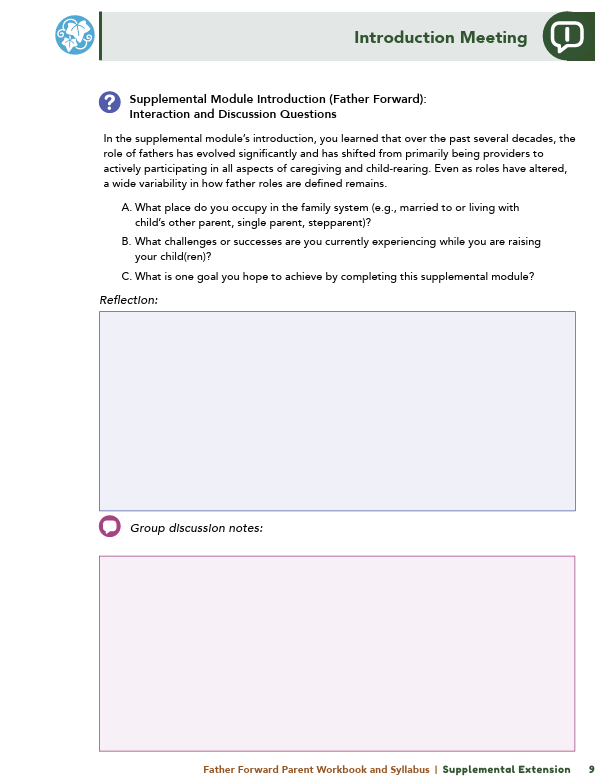 Introduction Meeting
Supplemental Module Introduction (Father Forward):
Interaction and Discussion Questions
In the supplemental module's introduction, you learned that over the past several decades, the
role of fathers has evolved significantly and has shifted from primarily being providers to
actively participating in all aspects of caregiving and child-rearing. Even as roles have altered,
a wide variability in how father roles are defined remains.
A. What place do you occupy in the family system (e.g., married to or living with
child's other parent, single parent, stepparent)?
B. What challenges or successes are you currently experiencing while you are raising
your child(ren)?
C. What is one goal you hope to achieve by completing this supplemental module?
Reflection:
Group discussion notes:
Father Forward Parent Workbook and Syllabus | Supplemental Extension 9